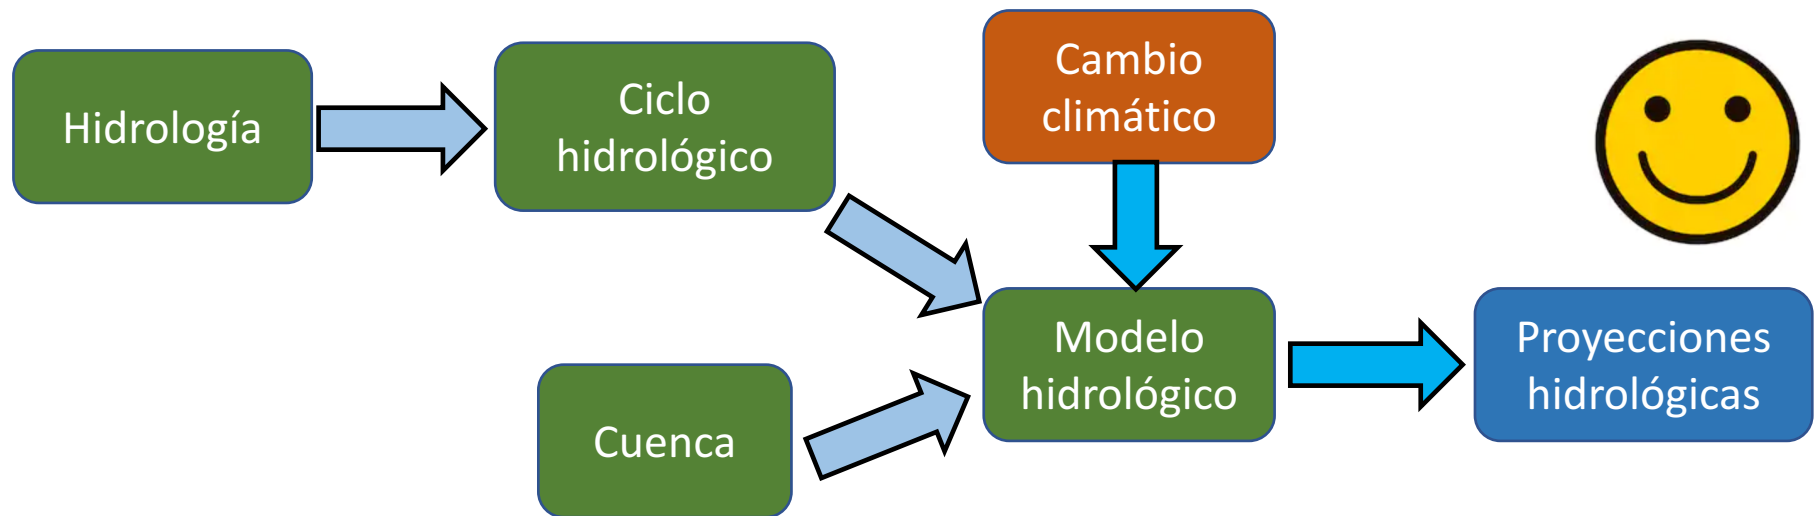 Hidrología
Ciclo
hidrológico
Cambio
climático
Cuenca
Modelo
hidrológico
Proyecciones
hidrológicas